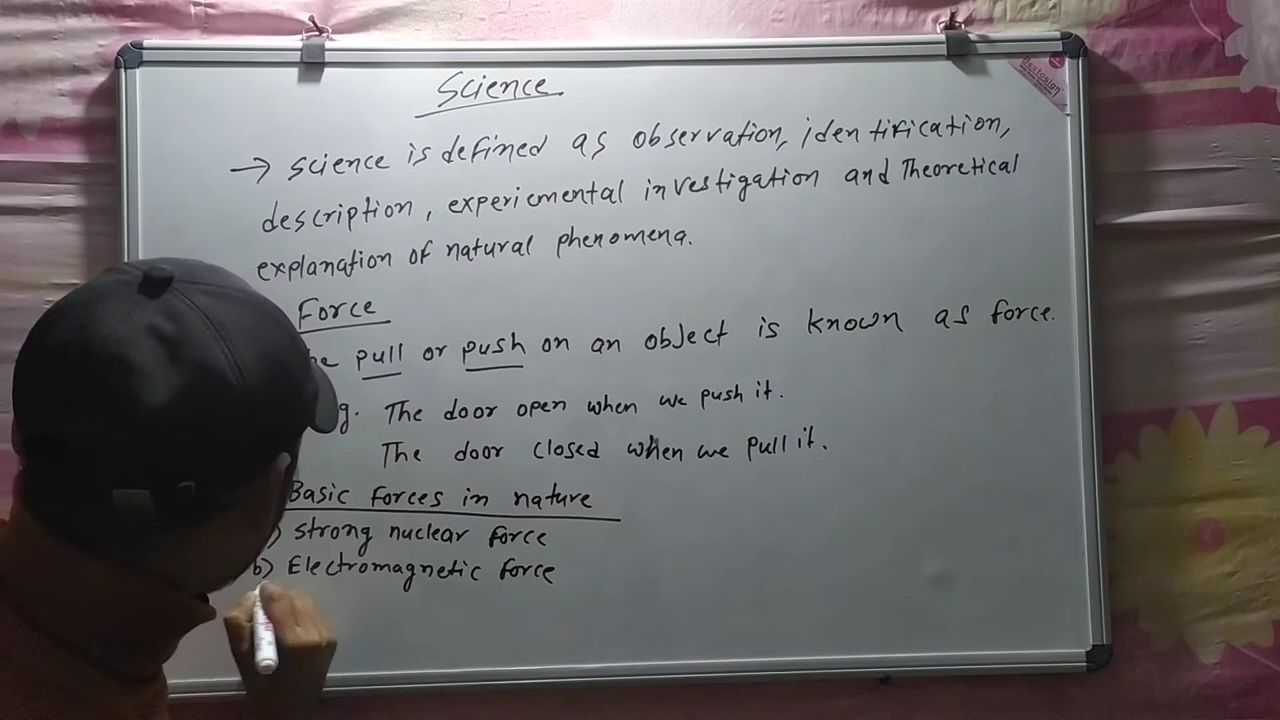 Science
→ Science is defined as observation, identification,
description, expericmental investigation and Theoretical
explanation of natural phenomena.
Force
pull or push on an object is known as force.
g. The door open when we push it.
The door closed when we pull it.
Basic Forces in nature
) strong nuclear force
b) Electromagnetic force